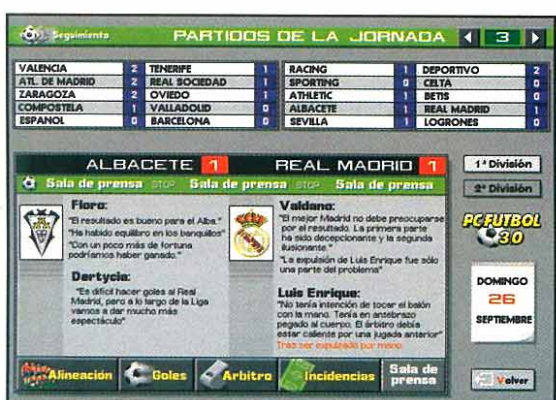 Seguimiento
PARTIDOS DE LA JORNADA
3
VALENCIA 2 TENERIFE 1
ATL. DE MADRID 2 REAL SOCIEDAD 1
ZARAGOZA 2 OVIEDO 1
COMPOSTELA 1 VALLADOLID 0
ESPANOL 0 BARCELONA 0
RACING 1 DEPORTIVO 2
SPORTING 0 CELTA 0
ATHLETIC 1 BETIS 0
ALBACETE 1 REAL MADRID 1
SEVILLA 1 LOGRONES 0
ALBACETE 1 REAL MADRID 1
Sala de prensa STOP Sala de prensa STOP Sala de prensa
Floro:
"El resultado es bueno para el Alba."
"Ha habido equilibro en los banquillos"
"Con un poco más de fortuna
podríamos haber ganado."
Dertycia:
"Es difícil hacer goles al Real
Madrid, pero a lo largo de la Liga
vamos a dar mucho más
espectáculo"
Valdano:
"El mejor Madrid no debe preocuparse
por el resultado. La primera parte
ha sido decepcionante y la segunda
ilusionante."
"La expulsión de Luis Enrique fue sólo
una parte del problema"
Luis Enrique:
"No tenía intención de tocar el balón
con la mano. Tenía en antebrazo
pegado al cuerpo. El árbitro debía
estar caliente por una jugada anterior"
Tras ser expulsado por mano.
1ª División
2ª División
PC FUTBOL
3.0
DOMINGO
26
SEPTIEMBRE
Alineación
Goles
Arbitro
Incidencias
Sala de
prensa
Volver